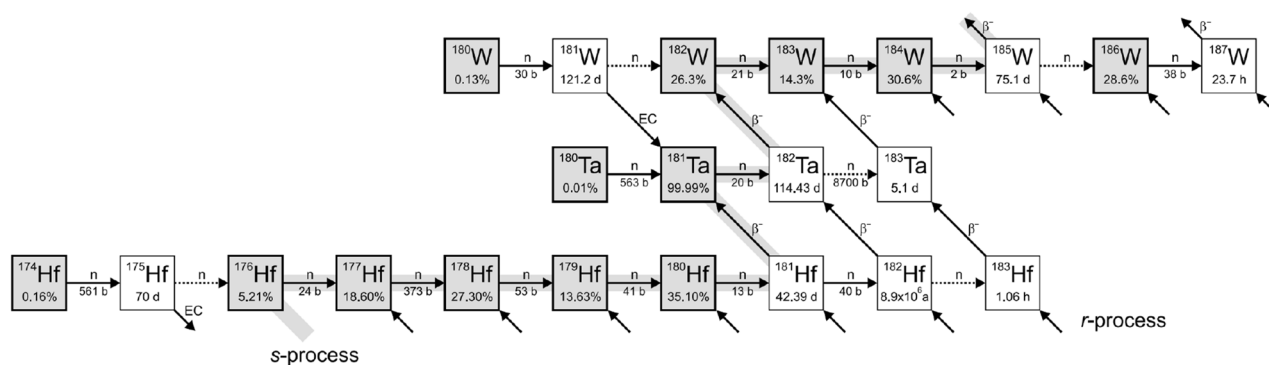 β⁻ β⁻
¹⁸⁰W n ¹⁸¹W n ¹⁸²W n ¹⁸³W n ¹⁸⁴W n ¹⁸⁵W n ¹⁸⁶W n ¹⁸⁷W
0.13% 30 b 121.2 d 26.3% 21 b 14.3% 10 b 30.6% 2 b 75.1 d 28.6% 38 b 23.7 h
EC β⁻ β⁻
¹⁸⁰Ta n ¹⁸¹Ta n ¹⁸²Ta n ¹⁸³Ta
0.01% 563 b 99.99% 20 b 114.43 d 8700 b 5.1 d
β⁻ β⁻ β⁻
¹⁷⁴Hf n ¹⁷⁵Hf n ¹⁷⁶Hf n ¹⁷⁷Hf n ¹⁷⁸Hf n ¹⁷⁹Hf n ¹⁸⁰Hf n ¹⁸¹Hf n ¹⁸²Hf n ¹⁸³Hf
0.16% 561 b 70 d 5.21% 24 b 18.60% 373 b 27.30% 53 b 13.63% 41 b 35.10% 13 b 42.39 d 40 b 8.9x10⁶a 1.06 h
EC
r-process
s-process